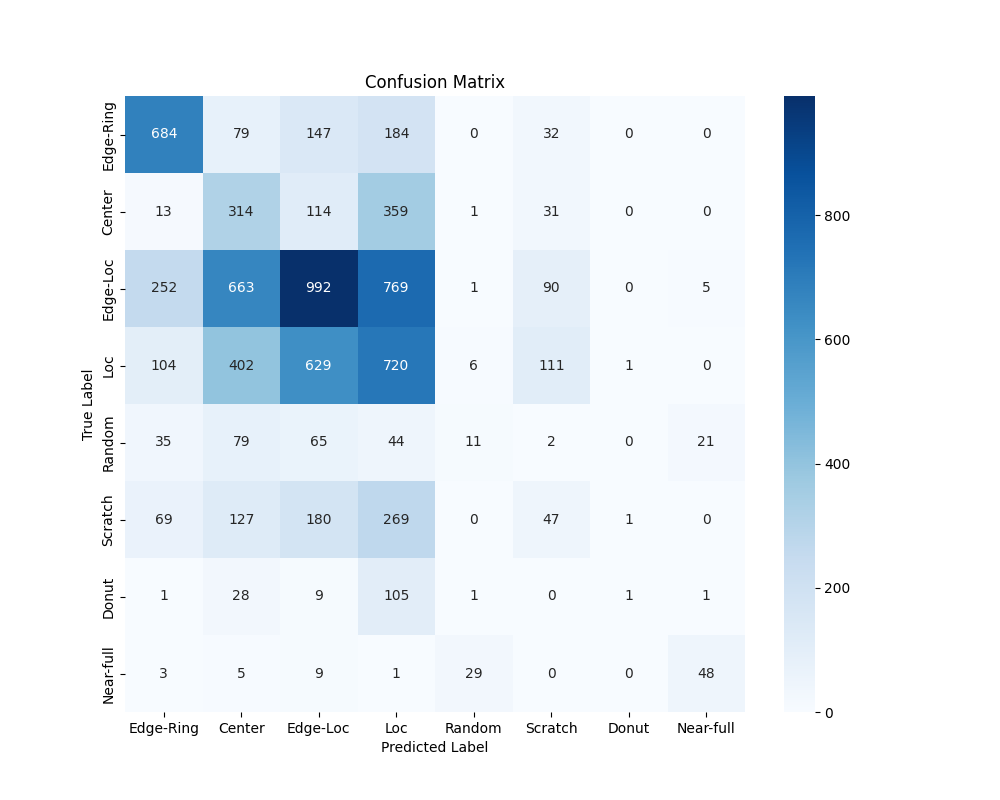 Confusion Matrix
Edge-Ring 684 79 147 184 0 32 0 0
Center 13 314 114 359 1 31 0 0
800
Edge-Loc 252 663 992 769 1 90 0 5
600
Loc 104 402 629 720 6 111 1 0
True Label
Random 35 79 65 44 11 2 0 21
400
Scratch 69 127 180 269 0 47 1 0
200
Donut 1 28 9 105 1 0 1 1
Near-full 3 5 9 1 29 0 0 48
0
Edge-Ring Center Edge-Loc Loc Random Scratch Donut Near-full
Predicted Label